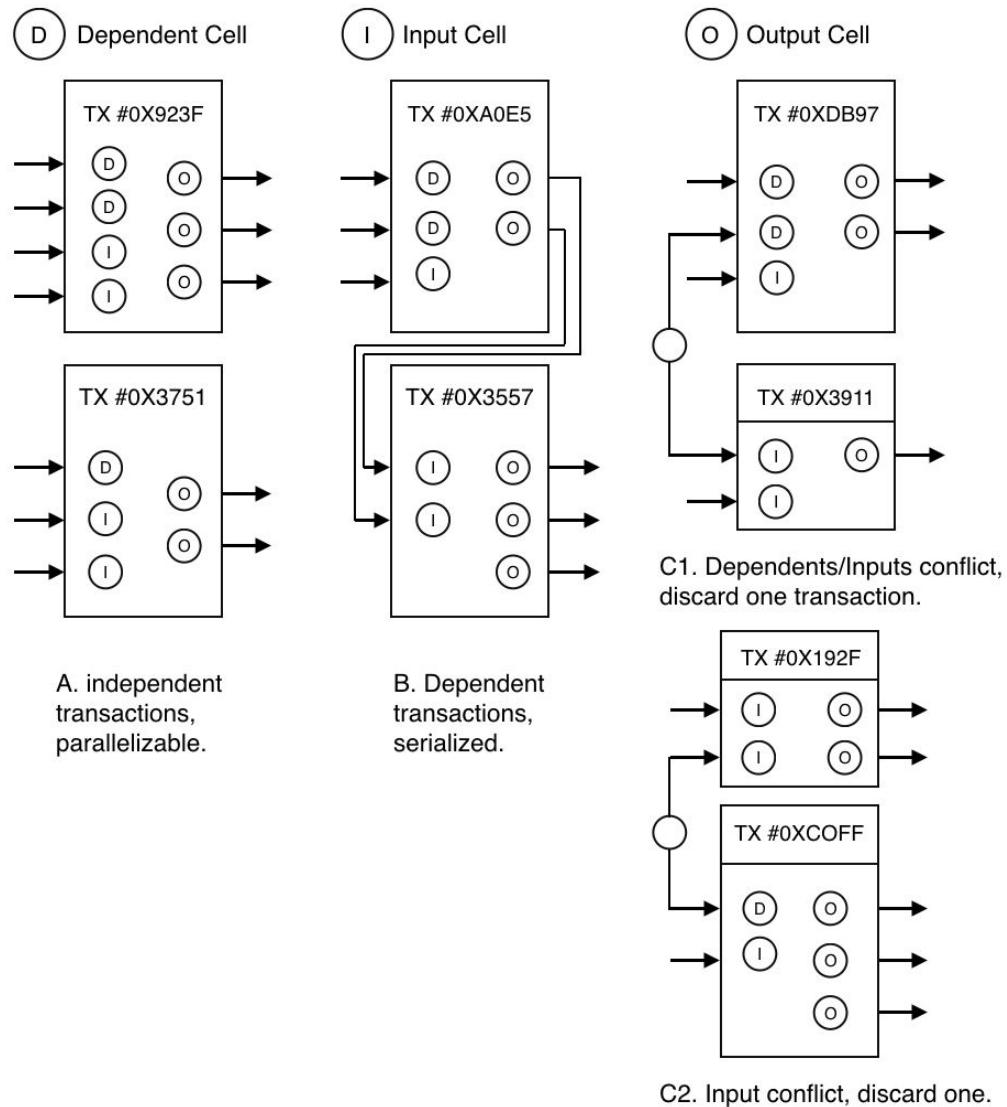 D Dependent Cell
I Input Cell
O Output Cell
TX #0X923F
D
O
D
O
I
O
I
TX #0X3751
D
O
I
O
I
A. independent
transactions,
parallelizable.
TX #0XA0E5
D O
D O
I
TX #0X3557
I O
I O
O
B. Dependent
transactions,
serialized.
TX #0XDB97
D O
D O
I
TX #0X3911
I O
I
C1. Dependents/Inputs conflict,
discard one transaction.
TX #0X192F
I O
I O
TX #0XCOFF
D O
I O
O
C2. Input conflict, discard one.